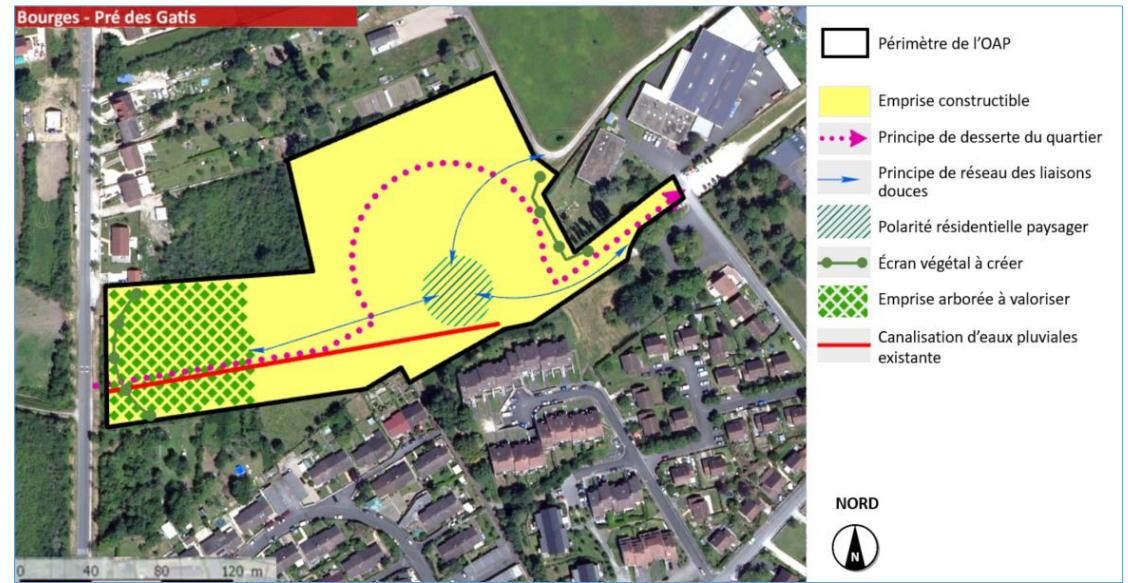 Bourges - Pré des Gatis
Périmètre de l'OAP
Emprise constructible
Principe de desserte du quartier
Principe de réseau des liaisons
douces
Polarité résidentielle paysager
Écran végétal à créer
Emprise arborée à valoriser
Canalisation d'eaux pluviales
existante
NORD
N
0 40 80 120 m